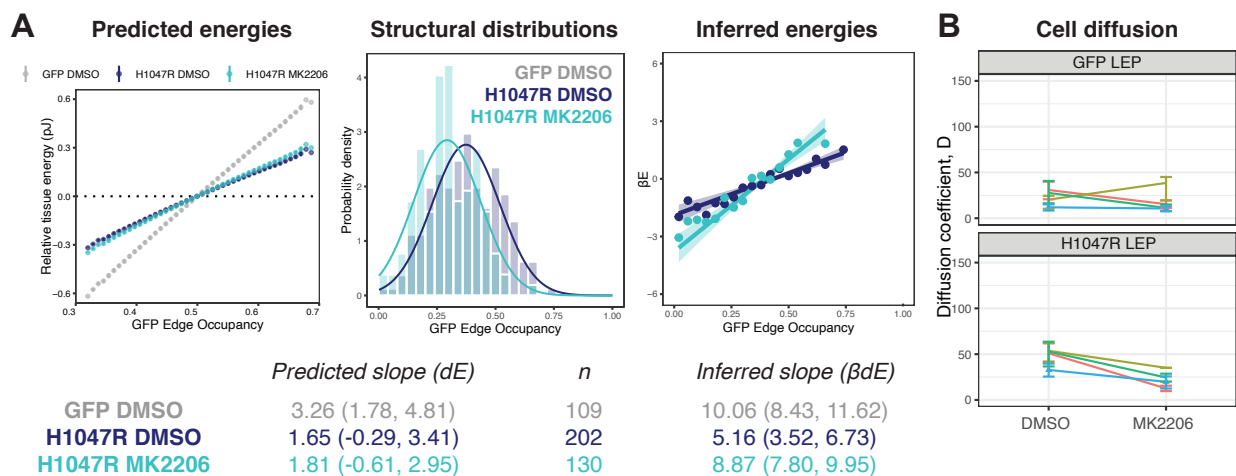 A
Predicted energies
Structural distributions
Inferred energies
B
Cell diffusion
GFP DMSO H1047R DMSO H1047R MK2206
Relative tissue energy (pJ)
0.6
0.3
0.0
−0.3
−0.6
0.3 0.4 0.5 0.6 0.7
GFP Edge Occupancy
GFP DMSO
H1047R DMSO
H1047R MK2206
Probability density
4
3
2
1
0
0.00 0.25 0.50 0.75 1.00
GFP Edge Occupancy
βE
6
3
0
−3
−6
0.00 0.25 0.50 0.75 1.00
GFP Edge Occupancy
Diffusion coefficient, D
GFP LEP
150
100
50
0
H1047R LEP
150
100
50
0
DMSO MK2206
Predicted slope (dE) n Inferred slope (βdE)
GFP DMSO 3.26 (1.78, 4.81) 109 10.06 (8.43, 11.62)
H1047R DMSO 1.65 (-0.29, 3.41) 202 5.16 (3.52, 6.73)
H1047R MK2206 1.81 (-0.61, 2.95) 130 8.87 (7.80, 9.95)